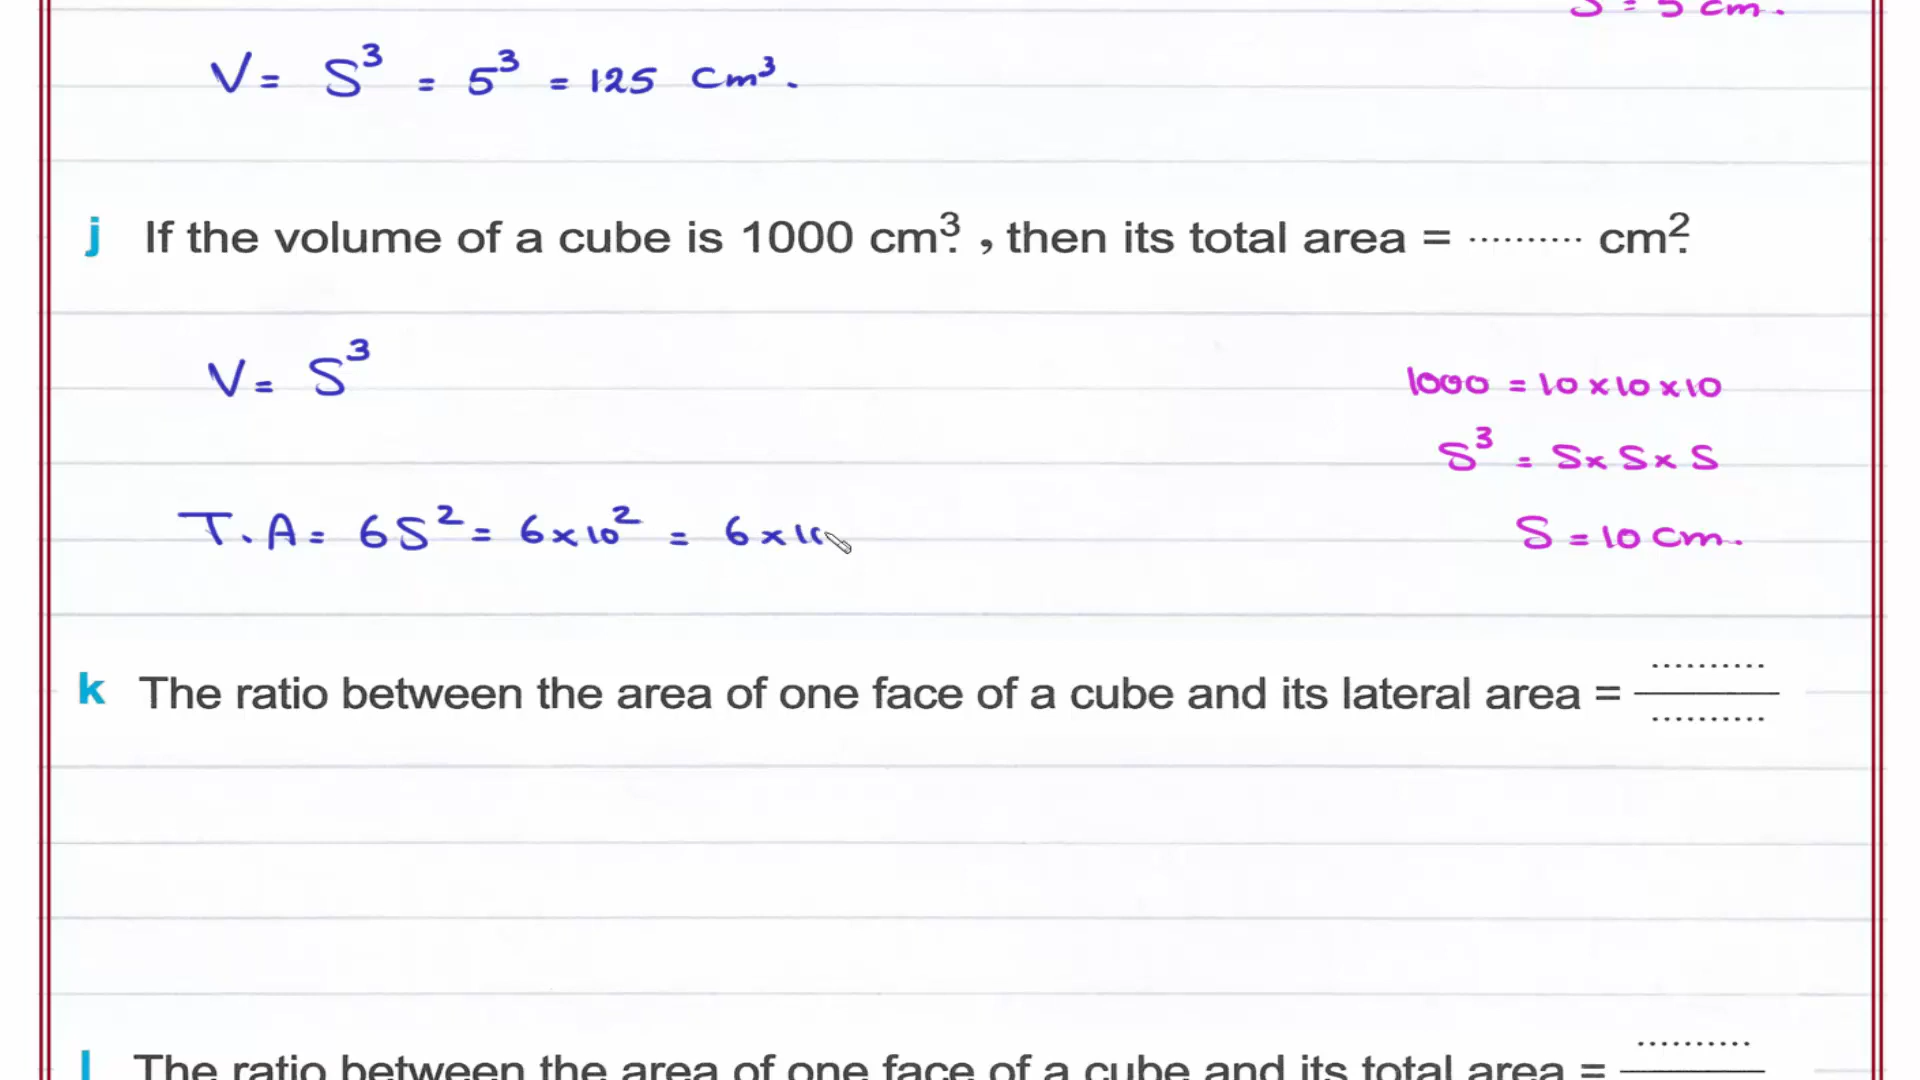 S = 5 cm.
V = S³ = 5³ = 125 cm³.
j If the volume of a cube is 1000 cm³. , then its total area = .......... cm².
V = S³
1000 = 10 x 10 x 10
S³ = S x S x S
T.A = 6S² = 6 x 10² = 6 x 10
S = 10 cm.
k The ratio between the area of one face of a cube and its lateral area = .......... / ..........
l The ratio between the area of one face of a cube and its total area = ..........